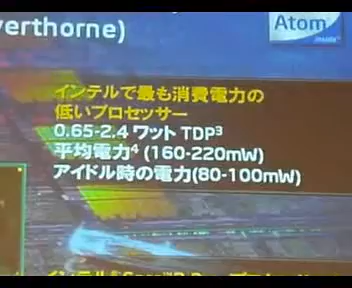 verthorne)
Atom
inside
インテルで最も消費電力の
低いプロセッサー
0.65-2.4 ワット TDP³
平均電力⁴ (160-220mW)
アイドル時の電力(80-100mW)